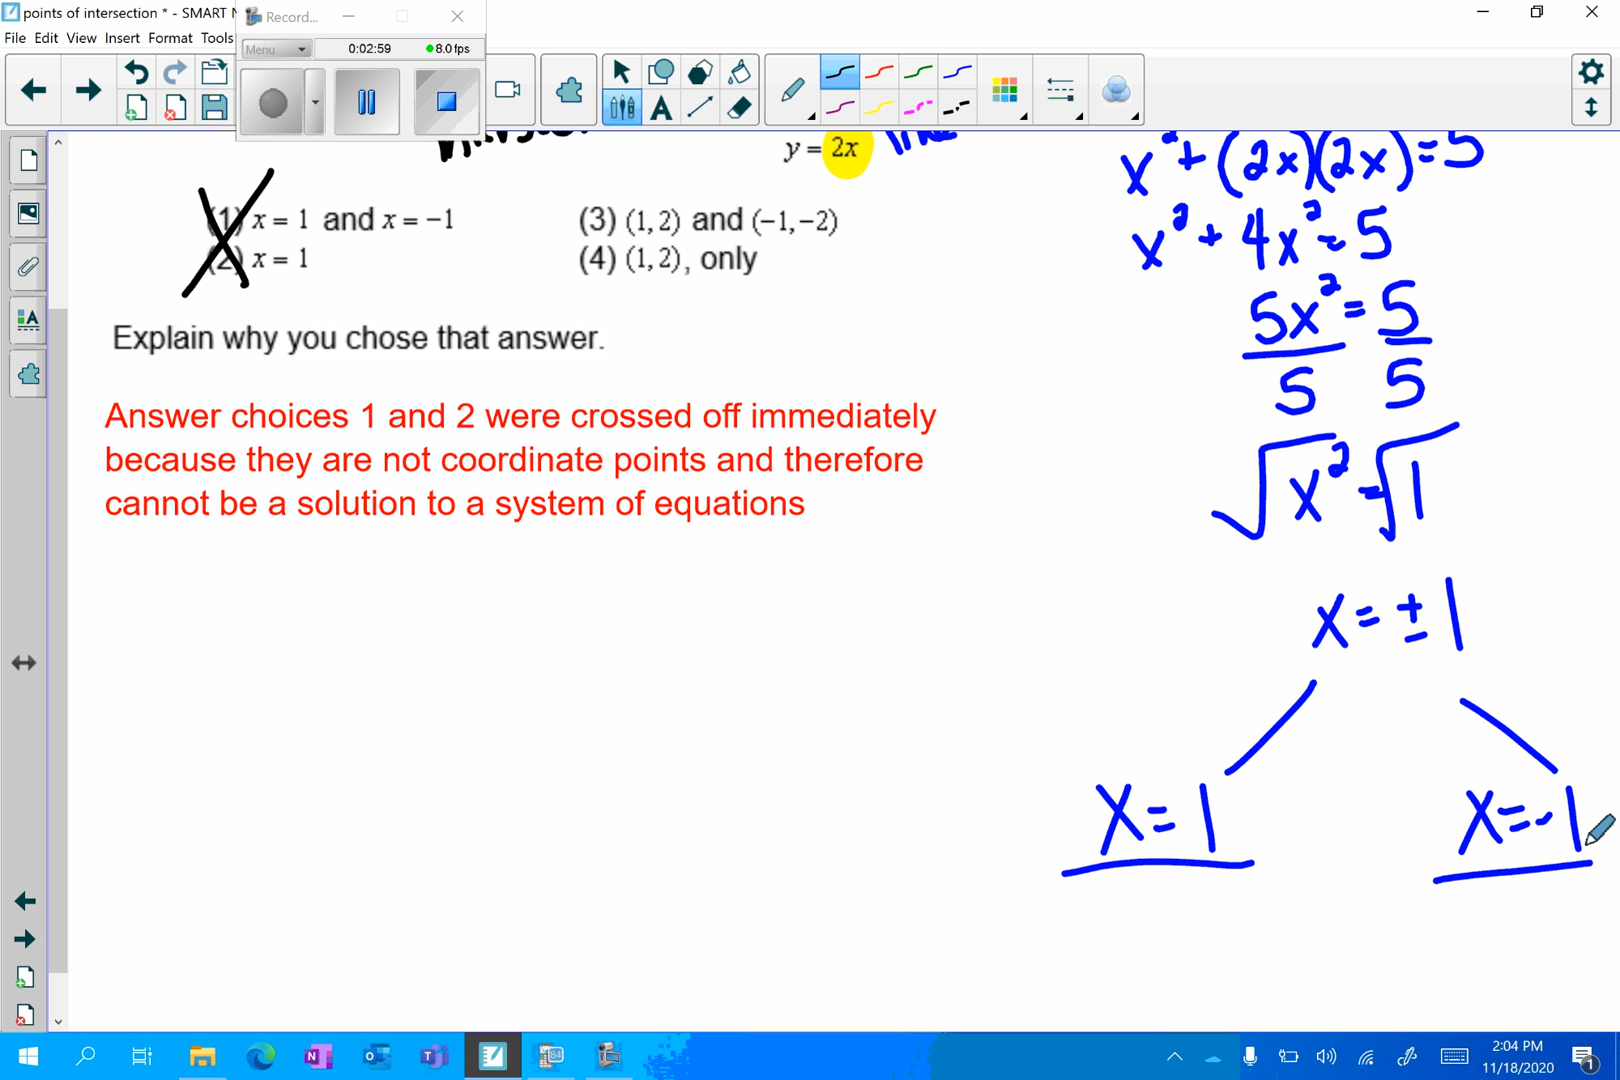 points of intersection * - SMART N
Record...
File Edit View Insert Format Tools
Menu
0:02:59
8.0 fps
y = 2x
line
(1) x = 1 and x = −1
(2) x = 1
(3) (1, 2) and (−1, −2)
(4) (1, 2), only
Explain why you chose that answer.
Answer choices 1 and 2 were crossed off immediately
because they are not coordinate points and therefore
cannot be a solution to a system of equations
x² + (2x)(2x) = 5
x² + 4x² = 5
5x² = 5
5 5
√x² = √1
x = ± 1
x = 1
x = -1
84
2:04 PM
11/18/2020
1